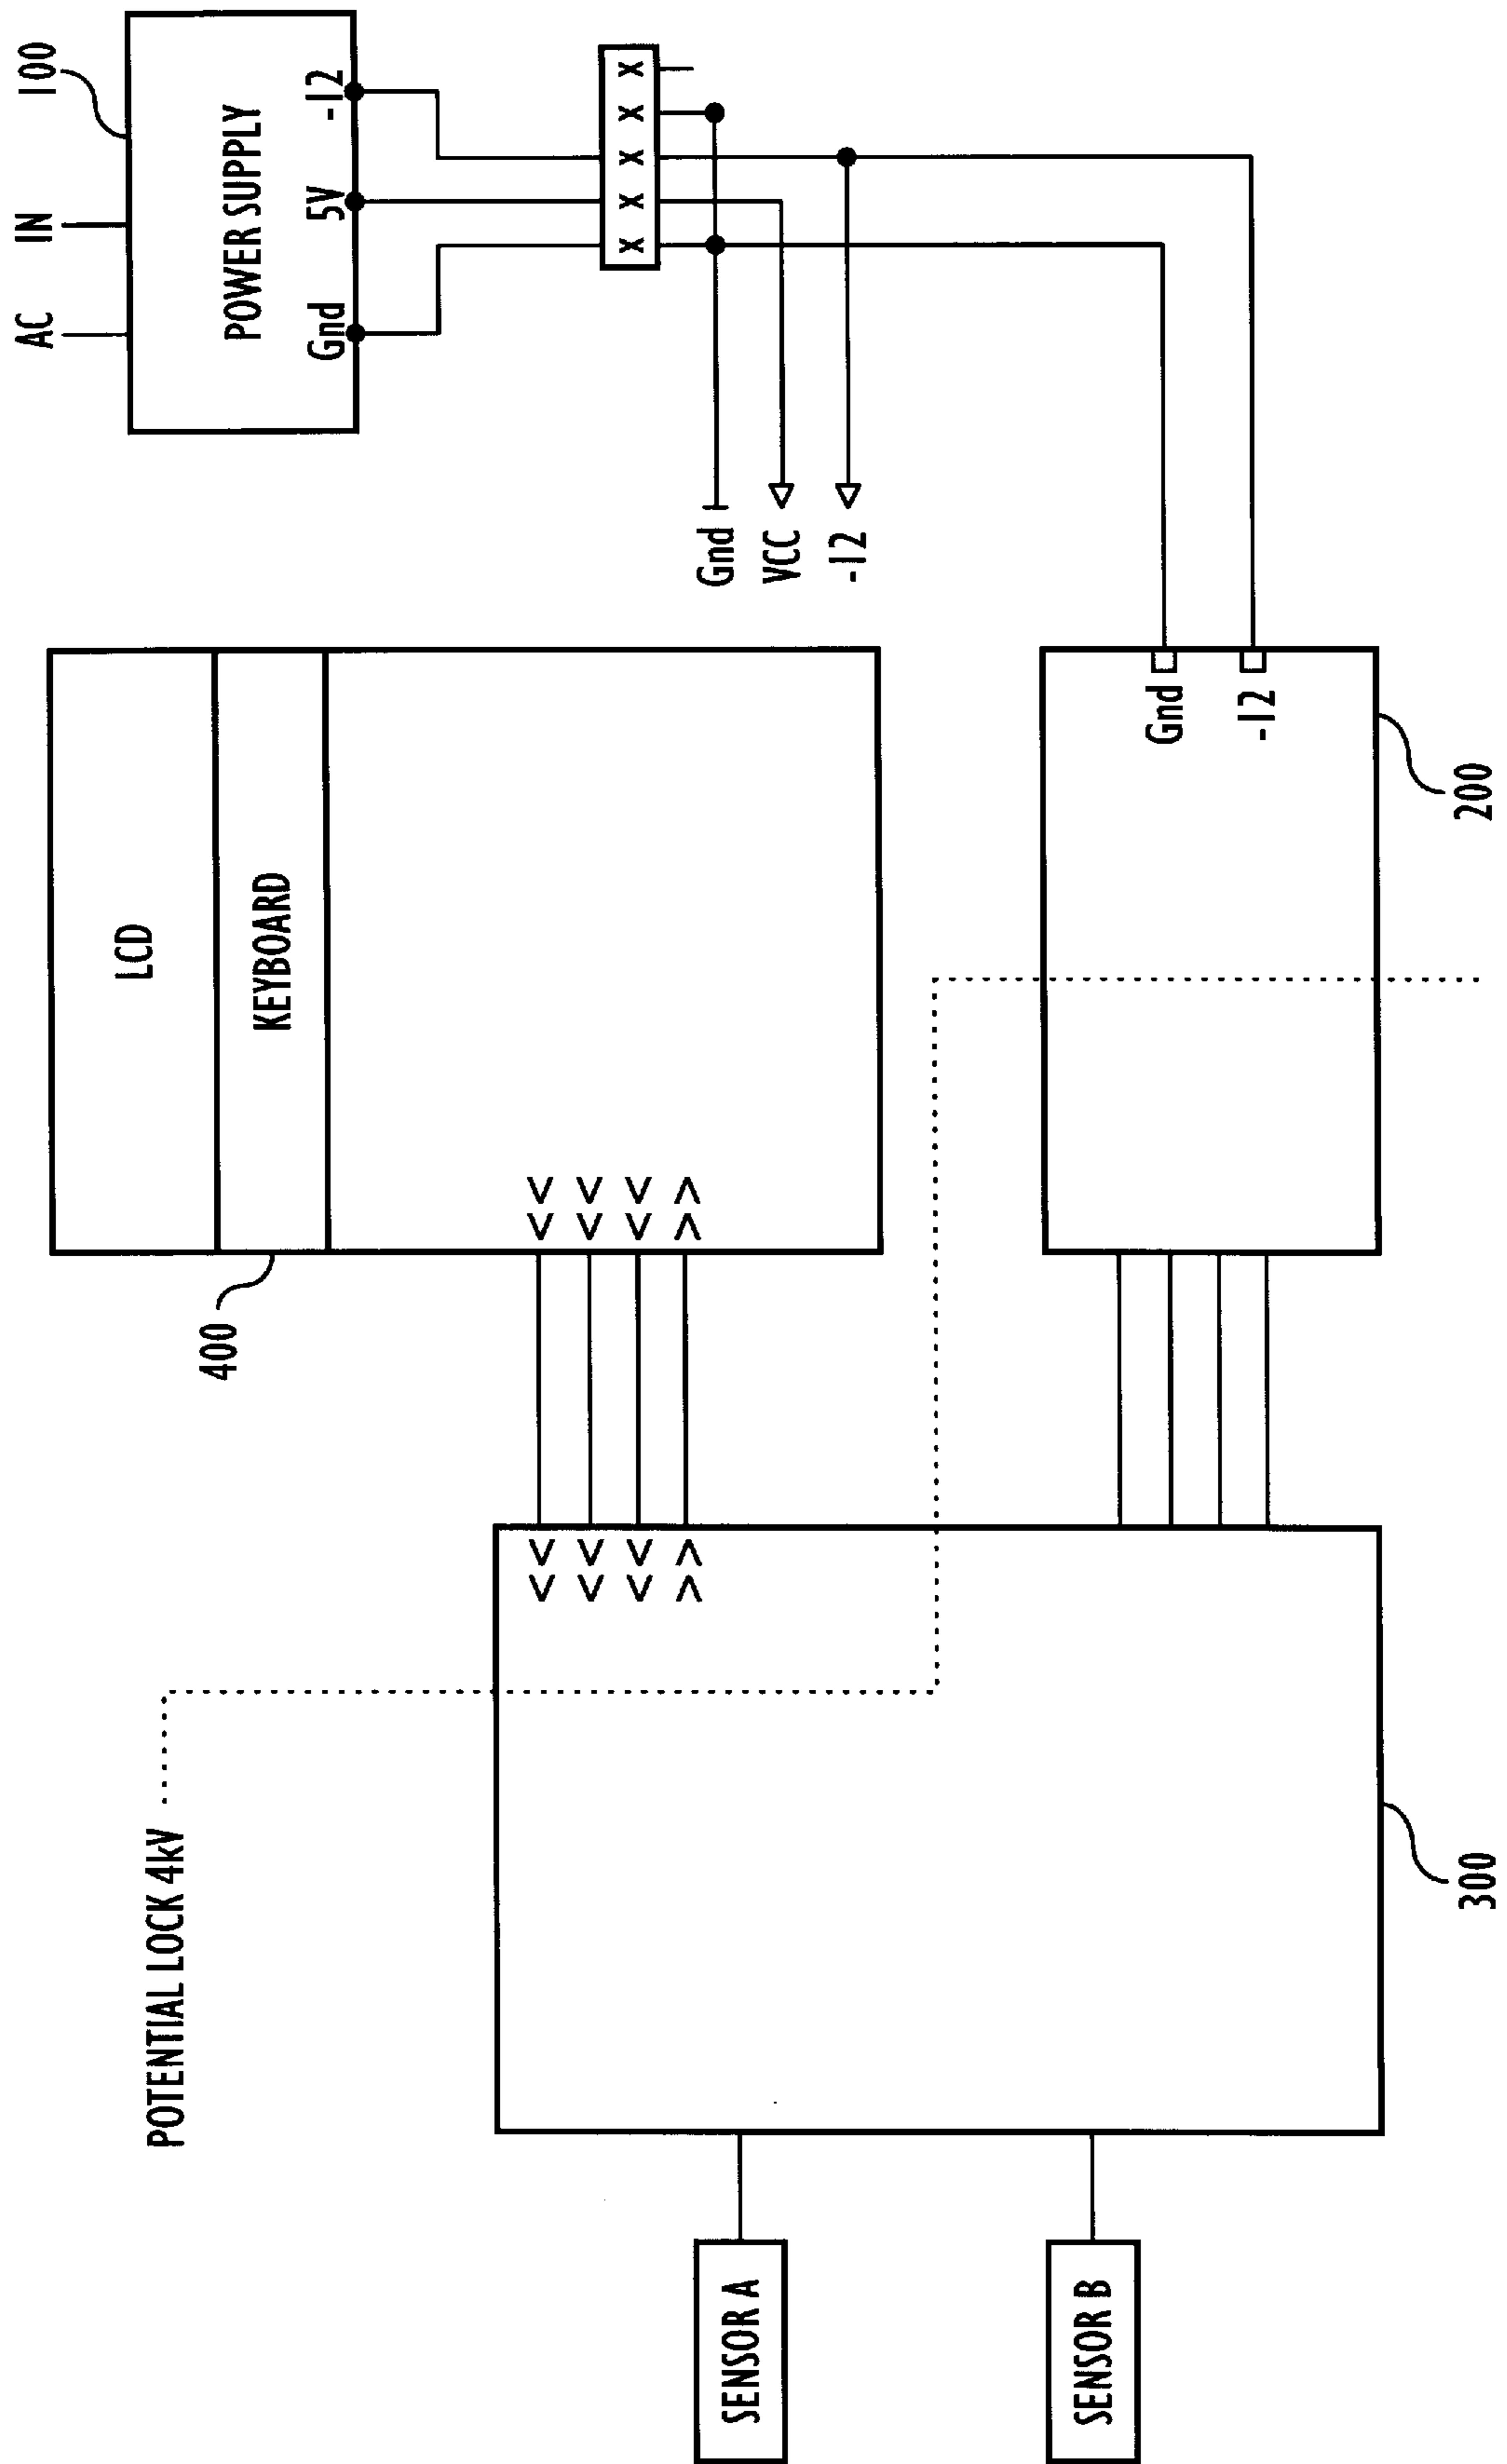 POTENTIAL LOCK 4kV
SENSOR A
SENSOR B
300
400
LCD
KEYBOARD
<< << << >>
<< << << >>
Gnd
-12
200
Gnd
VCC
-12
AC IN
100
POWER SUPPLY
Gnd 5V -12
X X X X X